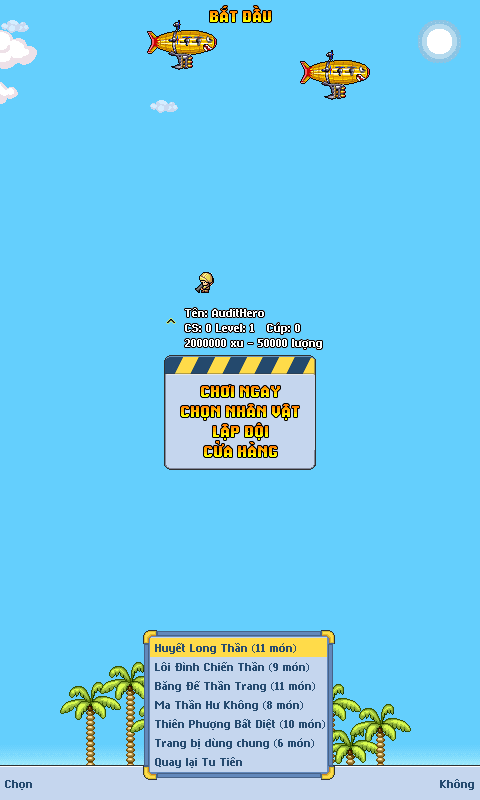 BẮT ĐẦU
Tên: AuditHero
CS: 0 Level: 1 Cúp: 0
2000000 xu - 50000 lượng
CHƠI NGAY
CHỌN NHÂN VẬT
LẬP ĐỘI
CỬA HÀNG
Huyết Long Thần (11 món)
Lôi Đình Chiến Thần (9 món)
Băng Đế Thần Trang (11 món)
Ma Thần Hư Không (8 món)
Thiên Phượng Bất Diệt (10 món)
Trang bị dùng chung (6 món)
Quay lại Tu Tiên
Chọn
Không